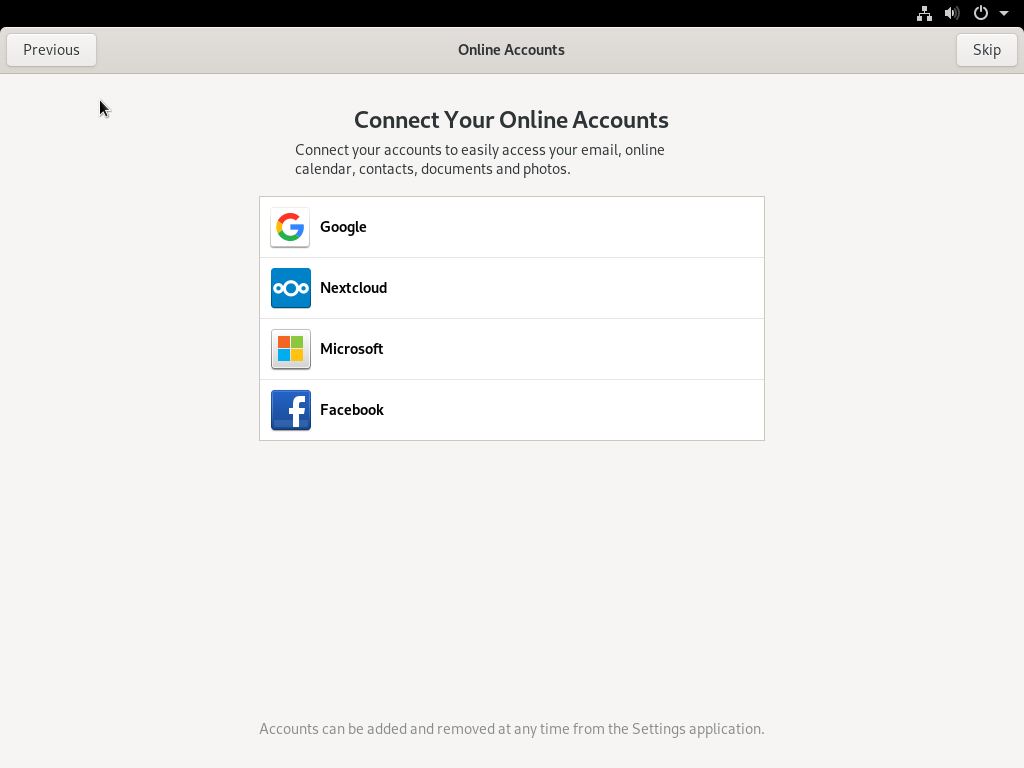 Previous
Online Accounts
Skip
Connect Your Online Accounts
Connect your accounts to easily access your email, online
calendar, contacts, documents and photos.
Google
Nextcloud
Microsoft
Facebook
Accounts can be added and removed at any time from the Settings application.